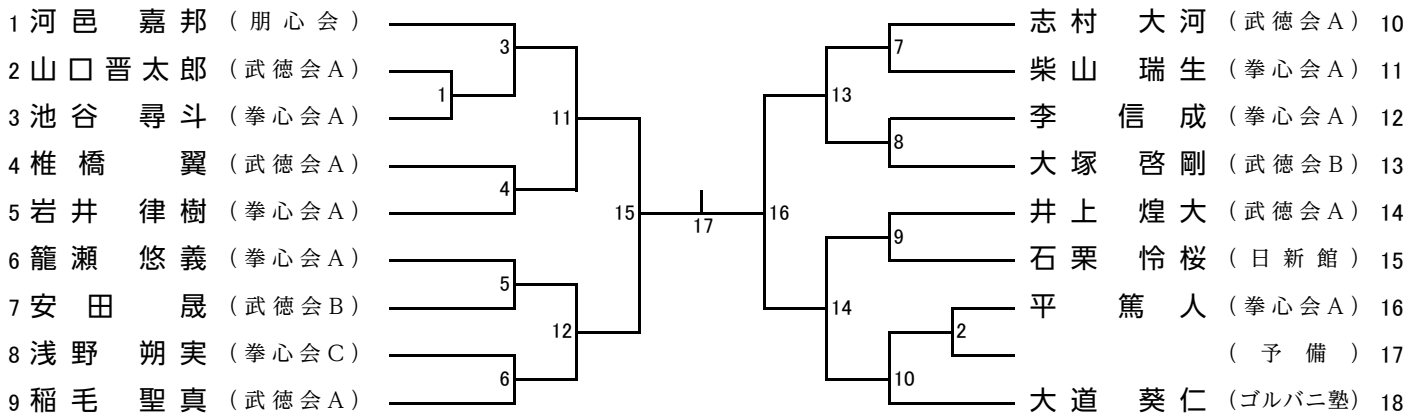 1 河邑 嘉邦 (朋心会)
2 山口晋太郎 (武徳会A)
3 池谷 尋斗 (拳心会A)
4 椎橋 翼 (武徳会A)
5 岩井 律樹 (拳心会A)
6 籠瀬 悠義 (拳心会A)
7 安田 晟 (武徳会B)
8 浅野 朔実 (拳心会C)
9 稲毛 聖真 (武徳会A)
3
1
11
4
15
5
12
6
17
16
7
13
8
9
14
2
10
志村 大河 (武徳会A) 10
柴山 瑞生 (拳心会A) 11
李 信成 (拳心会A) 12
大塚 啓剛 (武徳会B) 13
井上 煌大 (武徳会A) 14
石栗 怜桜 (日新館) 15
平 篤人 (拳心会A) 16
(予備) 17
大道 葵仁 (ゴルバニ塾) 18